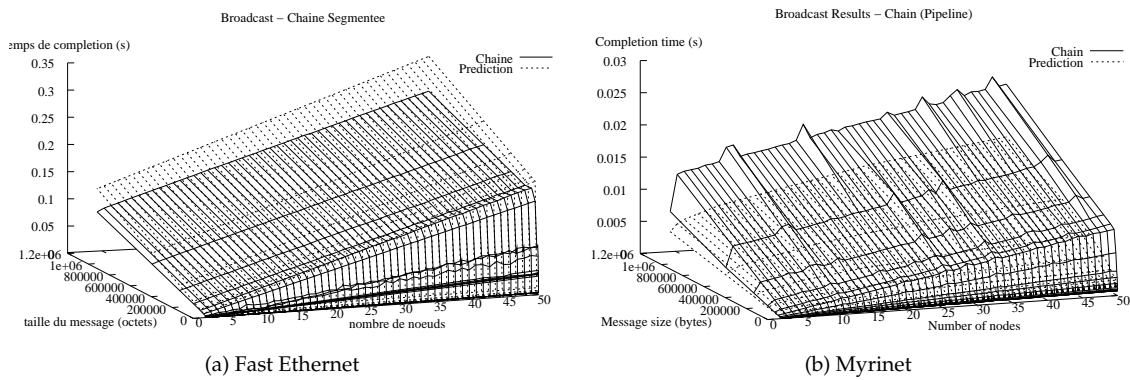 Broadcast – Chaine Segmentee
emps de completion (s)
Chaine
Prediction
0.35
0.3
0.25
0.2
0.15
0.1
0.05
0
1.2e+06
1e+06
800000
600000
400000
200000
0
taille du message (octets)
0
5
10
15
20
25
30
35
40
45
50
nombre de noeuds
(a) Fast Ethernet
Broadcast Results – Chain (Pipeline)
Completion time (s)
Chain
Prediction
0.03
0.025
0.02
0.015
0.01
0.005
0
1.2e+06
1e+06
800000
600000
400000
200000
0
Message size (bytes)
0
5
10
15
20
25
30
35
40
45
50
Number of nodes
(b) Myrinet